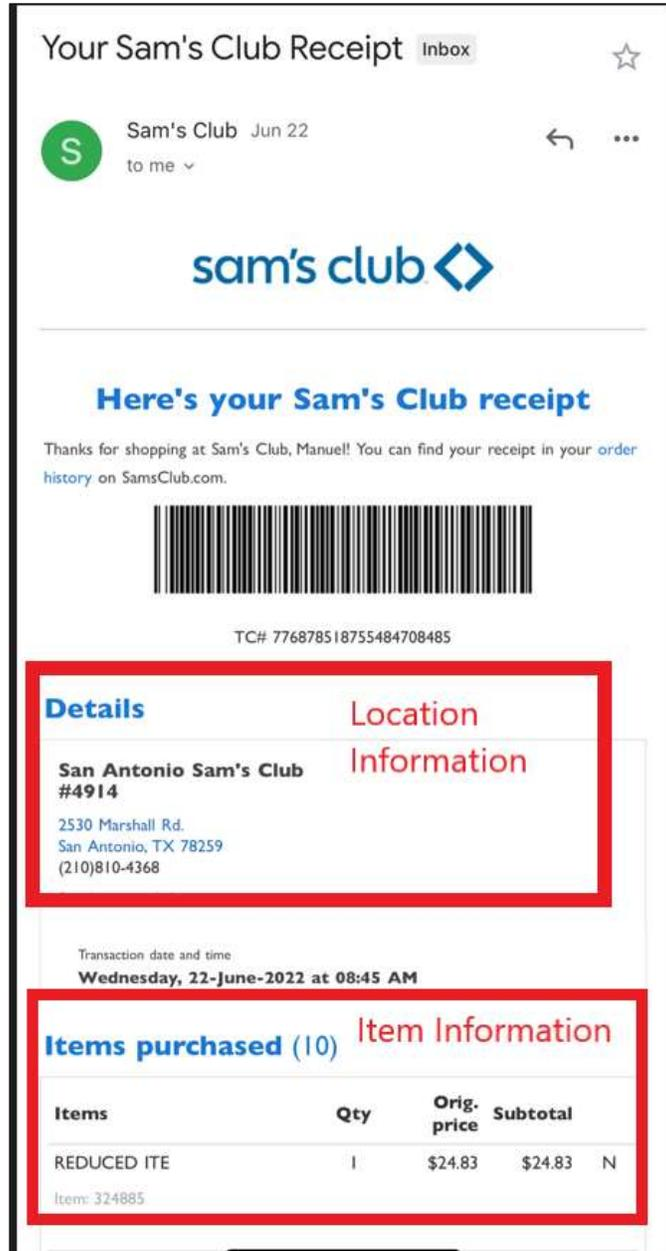 Your Sam's Club Receipt Inbox
S
Sam's Club Jun 22
to me
sam's club
Here's your Sam's Club receipt
Thanks for shopping at Sam's Club, Manuel! You can find your receipt in your order
history on SamsClub.com.
TC# 776878518755484708485
Details
Location
Information
San Antonio Sam's Club
#4914
2530 Marshall Rd.
San Antonio, TX 78259
(210)810-4368
Transaction date and time
Wednesday, 22-June-2022 at 08:45 AM
Items purchased (10)
Item Information
Items Qty Orig. price Subtotal
REDUCED ITE 1 $24.83 $24.83 N
Item: 324885